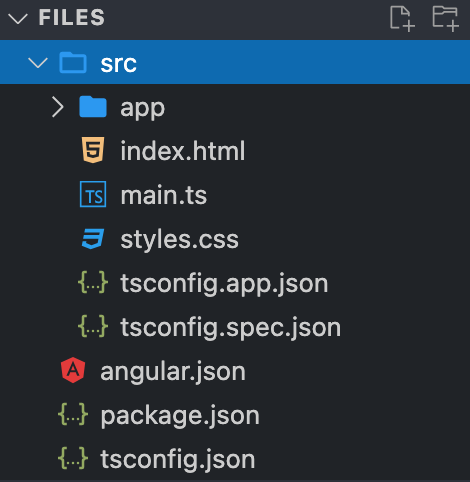 FILES
src
app
index.html
TS main.ts
styles.css
{..} tsconfig.app.json
{..} tsconfig.spec.json
angular.json
{..} package.json
{..} tsconfig.json